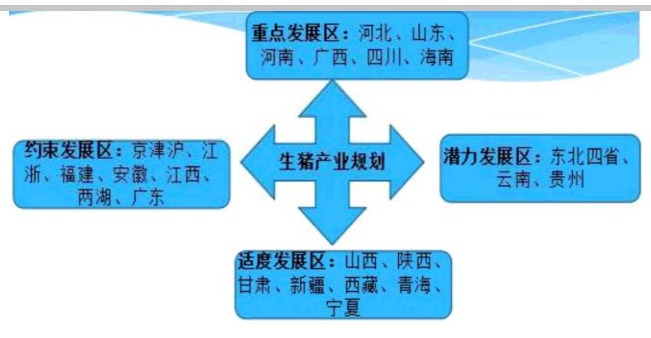 重点发展区：河北、山东、
河南、广西、四川、海南
约束发展区：京津沪、江
浙、福建、安徽、江西、
两湖、广东
生猪产业规划
潜力发展区：东北四省、
云南、贵州
适度发展区：山西、陕西、
甘肃、新疆、西藏、青海、
宁夏